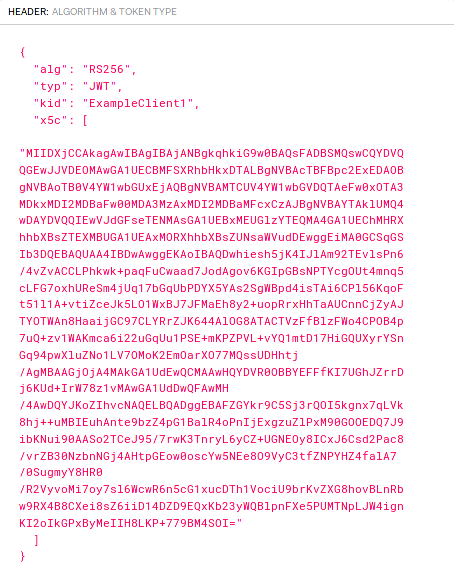 HEADER: ALGORITHM & TOKEN TYPE
{
"alg": "RS256",
"typ": "JWT",
"kid": "ExampleClient1",
"x5c": [
"MIIDXjCCAkagAwIBAgIBAjANBgkqhkiG9w0BAQsFADBSMQswCQYDVQ
QGEwJJVDEOMAwGA1UECBMFSXRhbHkxDTALBgNVBAcTBFBpc2ExEDAOB
gNVBAoTB0V4YW1wbGUxEjAQBgNVBAMTCUV4YW1wbGVDQTAeFw0xOTA3
MDkxMDI2MDBaFw00MDA3MzAxMDI2MDBaMFcxCzAJBgNVBAYTAklUMQ4
wDAYDVQQIEwVJdGFseTENMAsGA1UEBxMEUGlzYTEQMA4GA1UEChMHRX
hhbXBsZTEXMBUGA1UEAxMORXhhbXBsZUNsaWVudDEwggEiMA0GCSqGS
Ib3DQEBAQUAA4IBDwAwggEKAoIBAQDwhiesh5jK4IJlAm92TEvlsPn6
/4vZvACCLPhkwk+paqFuCwaad7JodAgov6KGIpGBsNPTYcgOUt4mnq5
cLFG7oxhUReSm4jUq17bGqUbPDYX5YAs2SgWBpd4isTAi6CPl56KqoF
t51l1A+vtiZceJk5LO1WxBJ7JFMaEh8y2+uopRrxHhTaAUCnnCjZyAJ
TYOTWAn8HaaijGC97CLYRrZJK644AlOG8ATACTVzFfBlzFWo4CPOB4p
7uQ+zv1WAKmca6i22uGqUu1PSE+mKPZPVL+vYQ1mtD17HiGQUXyrYSn
Gq94pwXluZNo1LV7OMoK2EmOarXO77MQssUDHhtj
/AgMBAAGjOjA4MAkGA1UdEwQCMAAwHQYDVR0OBBYEFFfKI7UGhJZrrD
j6KUd+IrW78z1vMAwGA1UdDwQFAwMH
/4AwDQYJKoZIhvcNAQELBQADggEBAFZGYkr9C5Sj3rQOI5kgnx7qLVk
8hj++uMBIEuhAnte9bzZ4pG1BalR4oPnIjExgzuZlPxM90GOOEDQ7J9
ibKNui90AASo2TCeJ95/7rwK3TnryL6yCZ+UGNEOy8ICxJ6Csd2Pac8
/vrZB30NzbnNGj4AHtpGEow0oscYw5NEe8O9VyC3tfZNPYHZ4falA7
/0SugmyY8HR0
/R2VyvoMi7oy7sl6WcwR6n5cG1xucDTh1VociU9brKvZXG8hovBLnRb
w9RX4B8CXei8sZ6iiD14DZD9EQxKb23yWQBlpnFXe5PUMTNpLJW4ign
KI2oIkGPxByMeIIH8LKP+779BM4SOI="
]
}